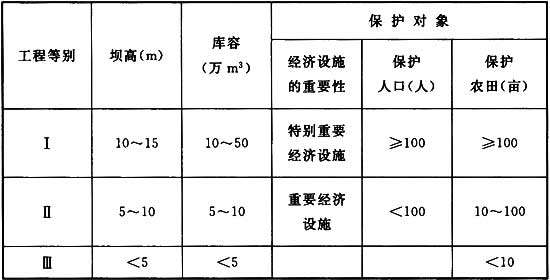 工程等别 坝高(m) 库容(万 m³) 保护对象
经济设施的重要性 保护人口(人) 保护农田(亩)
Ⅰ 10～15 10～50 特别重要经济设施 ≥100 ≥100
Ⅱ 5～10 5～10 重要经济设施 <100 10～100
Ⅲ <5 <5 <10